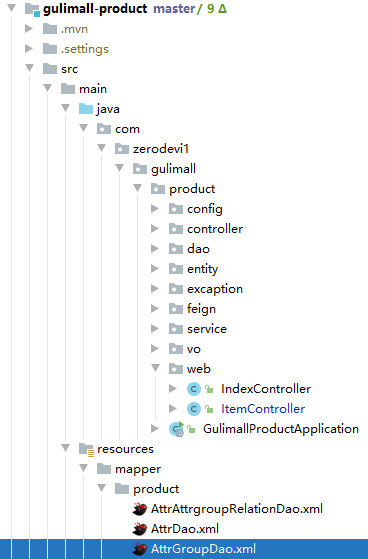 gulimall-product master / 9 Δ
.mvn
.settings
src
main
java
com
zerodevi1
gulimall
product
config
controller
dao
entity
exception
feign
service
vo
web
IndexController
ItemController
GulimallProductApplication
resources
mapper
product
AttrAttrgroupRelationDao.xml
AttrDao.xml
AttrGroupDao.xml